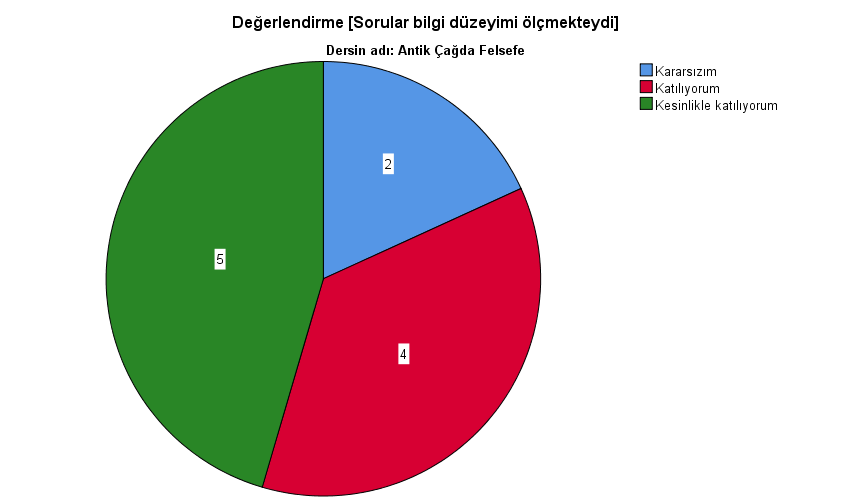 Değerlendirme [Sorular bilgi düzeyimi ölçmekteydi]
Dersin adı: Antik Çağda Felsefe
Kararsızım
Katılıyorum
Kesinlikle katılıyorum
2
5
4